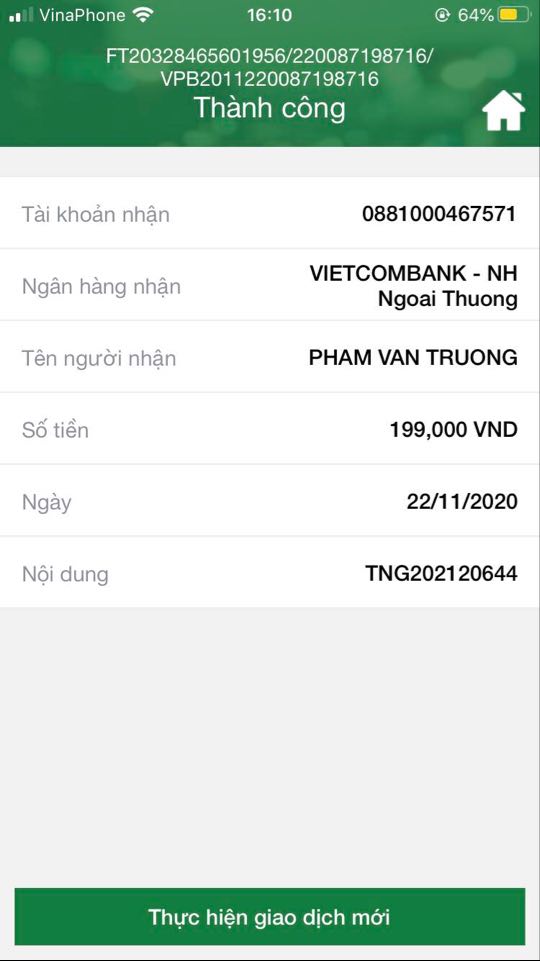 VinaPhone 16:10 64%
FT20328465601956/220087198716/
VPB2011220087198716
Thành công
Tài khoản nhận 0881000467571
Ngân hàng nhận VIETCOMBANK - NH
Ngoai Thuong
Tên người nhận PHAM VAN TRUONG
Số tiền 199,000 VND
Ngày 22/11/2020
Nội dung TNG202120644
Thực hiện giao dịch mới